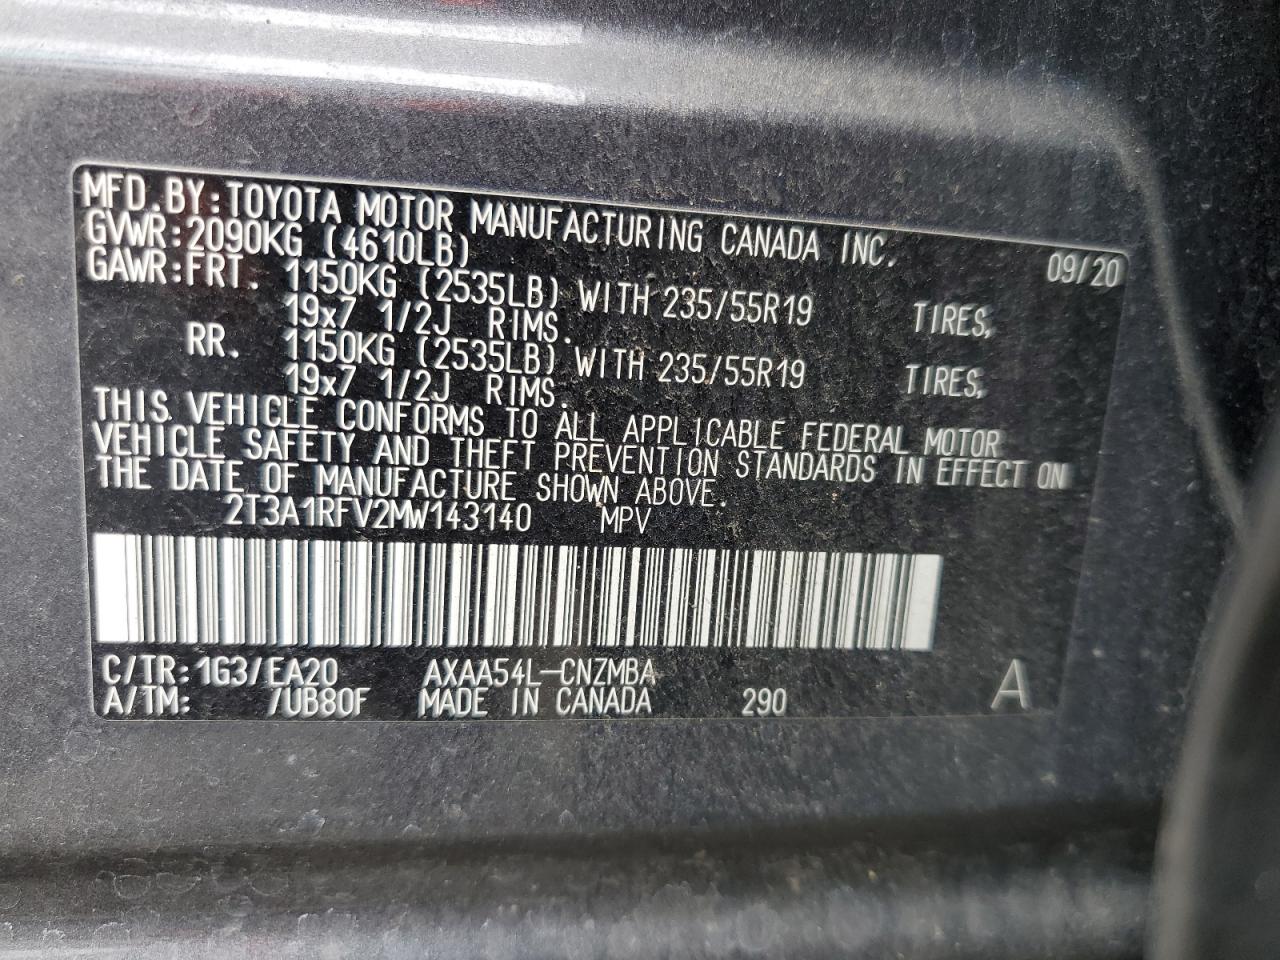 MFD.BY:TOYOTA MOTOR MANUFACTURING CANADA INC.
GVWR:2090KG (4610LB) 09/20
GAWR:FRT. 1150KG (2535LB) WITH 235/55R19 TIRES,
19x7 1/2J RIMS.
RR. 1150KG (2535LB) WITH 235/55R19 TIRES,
19x7 1/2J RIMS.
THIS VEHICLE CONFORMS TO ALL APPLICABLE FEDERAL MOTOR
VEHICLE SAFETY AND THEFT PREVENTION STANDARDS IN EFFECT ON
THE DATE OF MANUFACTURE SHOWN ABOVE.
2T3A1RFV2MW143140 MPV
C/TR:1G3/EA20 AXAA54L-CNZMBA
A/TM: /UB80F MADE IN CANADA 290 A